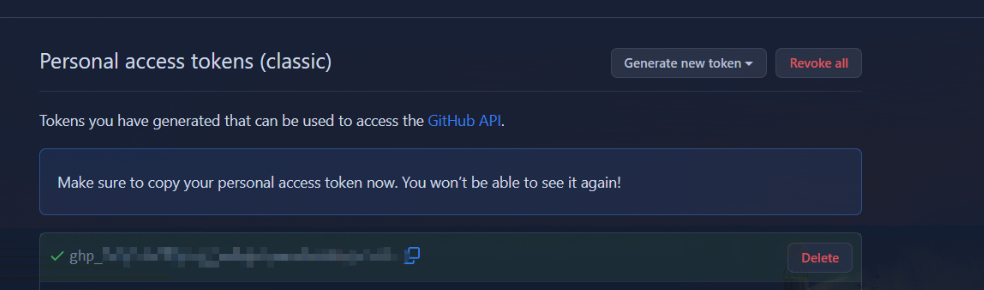 Personal access tokens (classic)
Generate new token
Revoke all
Tokens you have generated that can be used to access the GitHub API.
Make sure to copy your personal access token now. You won’t be able to see it again!
ghp_
Delete